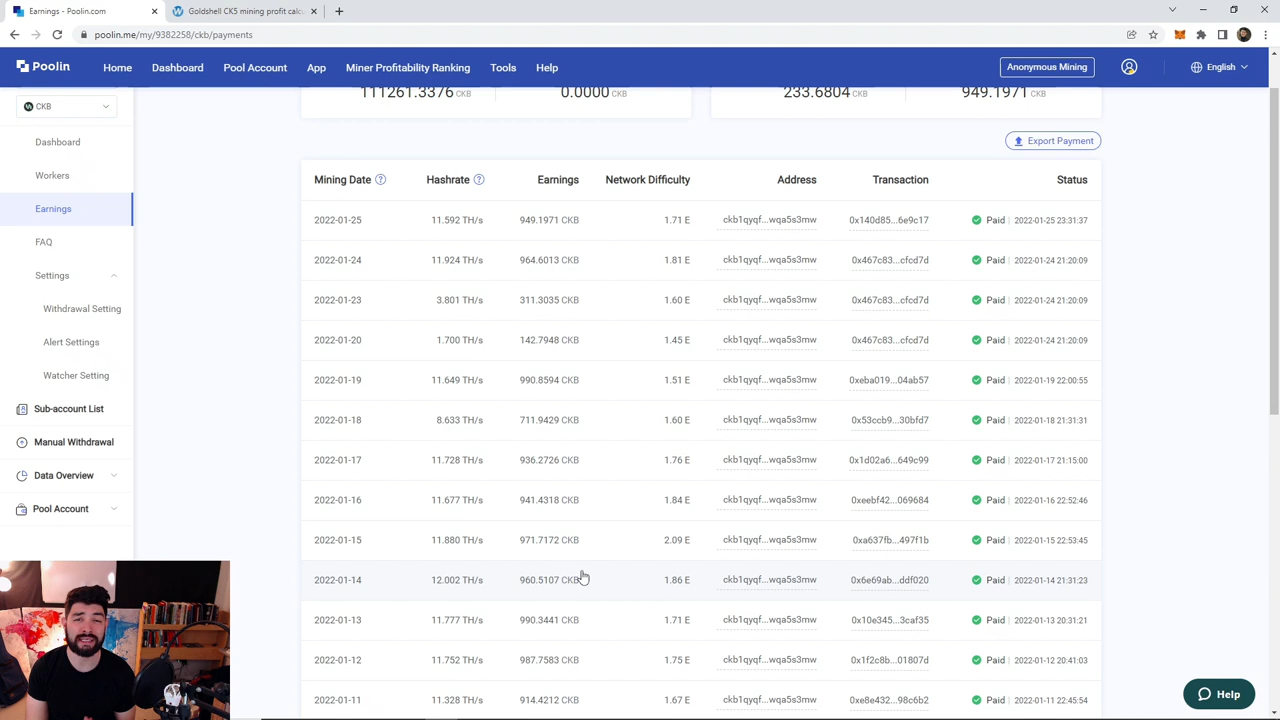 Earnings - Poolin.com
Goldshell CK5 mining profit calcu
poolin.me/my/9382258/ckb/payments
Poolin
Home
Dashboard
Pool Account
App
Miner Profitability Ranking
Tools
Help
Anonymous Mining
English
CKB
Dashboard
Workers
Earnings
FAQ
Settings
Withdrawal Setting
Alert Settings
Watcher Setting
Sub-account List
Manual Withdrawal
Data Overview
Pool Account
111261.3376 CKB
0.0000 CKB
233.6804 CKB
949.1971 CKB
Export Payment
Mining Date Hashrate Earnings Network Difficulty Address Transaction Status
2022-01-25 11.592 TH/s 949.1971 CKB 1.71 E ckb1qyqf...wqa5s3mw 0x140d85...6e9c17 Paid | 2022-01-25 23:31:37
2022-01-24 11.924 TH/s 964.6013 CKB 1.81 E ckb1qyqf...wqa5s3mw 0x467c83...cfcd7d Paid | 2022-01-24 21:20:09
2022-01-23 3.801 TH/s 311.3035 CKB 1.60 E ckb1qyqf...wqa5s3mw 0x467c83...cfcd7d Paid | 2022-01-24 21:20:09
2022-01-20 1.700 TH/s 142.7948 CKB 1.45 E ckb1qyqf...wqa5s3mw 0x467c83...cfcd7d Paid | 2022-01-24 21:20:09
2022-01-19 11.649 TH/s 990.8594 CKB 1.51 E ckb1qyqf...wqa5s3mw 0xeba019...04ab57 Paid | 2022-01-19 22:00:55
2022-01-18 8.633 TH/s 711.9429 CKB 1.60 E ckb1qyqf...wqa5s3mw 0x53ccb9...30bfd7 Paid | 2022-01-18 21:31:31
2022-01-17 11.728 TH/s 936.2726 CKB 1.76 E ckb1qyqf...wqa5s3mw 0x1d02a6...649c99 Paid | 2022-01-17 21:15:00
2022-01-16 11.677 TH/s 941.4318 CKB 1.84 E ckb1qyqf...wqa5s3mw 0xeebf42...069684 Paid | 2022-01-16 22:52:46
2022-01-15 11.880 TH/s 971.7172 CKB 2.09 E ckb1qyqf...wqa5s3mw 0xa637fb...497f1b Paid | 2022-01-15 22:53:45
2022-01-14 12.002 TH/s 960.5107 CKB 1.86 E ckb1qyqf...wqa5s3mw 0x6e69ab...ddf020 Paid | 2022-01-14 21:31:23
2022-01-13 11.777 TH/s 990.3441 CKB 1.71 E ckb1qyqf...wqa5s3mw 0x10e345...3caf35 Paid | 2022-01-13 20:31:21
2022-01-12 11.752 TH/s 987.7583 CKB 1.75 E ckb1qyqf...wqa5s3mw 0x1f2c8b...01807d Paid | 2022-01-12 20:41:03
2022-01-11 11.328 TH/s 914.4212 CKB 1.67 E ckb1qyqf...wqa5s3mw 0xe8e432...98c6b2 Paid | 2022-01-11 22:45:54
Help